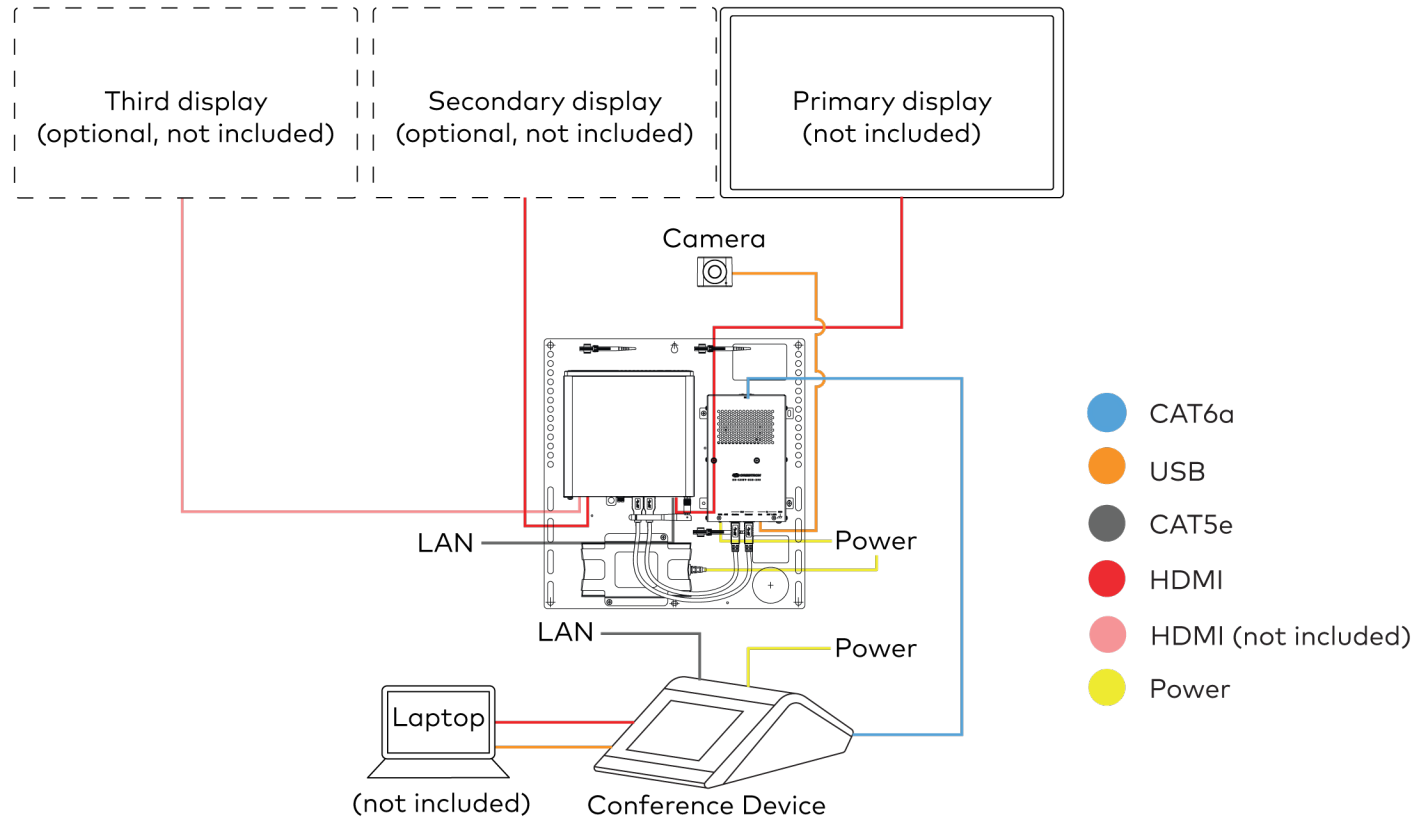 Third display
(optional, not included)
Secondary display
(optional, not included)
Primary display
(not included)
Camera
CAT6a
USB
CAT5e
HDMI
HDMI (not included)
Power
LAN
Power
LAN
Power
Laptop
(not included)
Conference Device